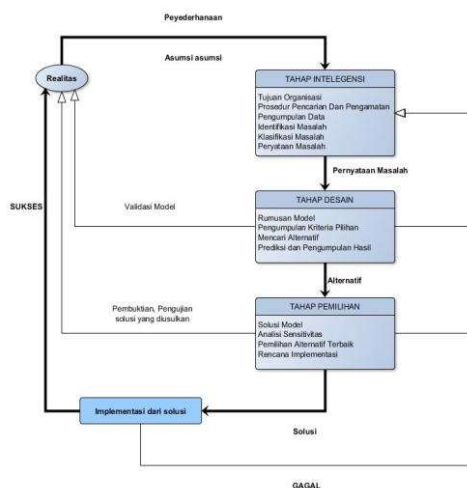 Peyederhanaan
Asumsi asumsi
Realitas
TAHAP INTELEGENSI
Tujuan Organisasi
Prosedur Pencarian Dan Pengamatan
Pengumpulan Data
Identifikasi Masalah
Klasifikasi Masalah
Peryataan Masalah
Pernyataan Masalah
SUKSES
Validasi Model
TAHAP DESAIN
Rumusan Model
Pengumpulan Kriteria Pilihan
Mencari Alternatif
Prediksi dan Pengumpulan Hasil
Alternatif
Pembuktian, Pengujian
solusi yang diusulkan
TAHAP PEMILIHAN
Solusi Model
Analisi Sensitivitas
Pemilihan Alternatif Terbaik
Rencana Implementasi
Implementasi dari solusi
Solusi
GAGAL